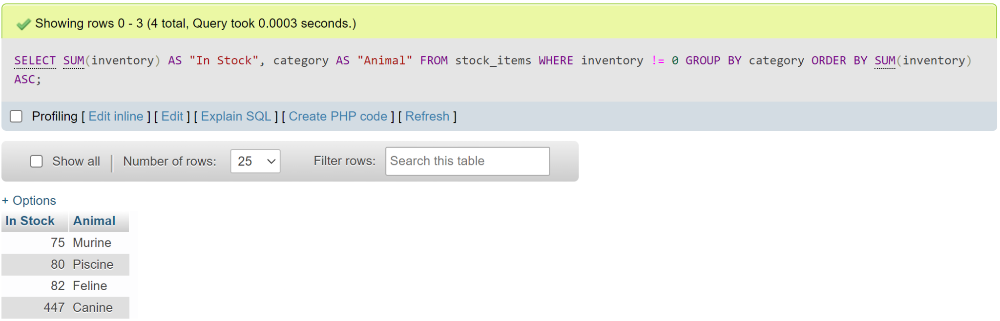 Showing rows 0 - 3 (4 total, Query took 0.0003 seconds.)
SELECT SUM(inventory) AS "In Stock", category AS "Animal" FROM stock_items WHERE inventory != 0 GROUP BY category ORDER BY SUM(inventory)
ASC;
Profiling [ Edit inline ] [ Edit ] [ Explain SQL ] [ Create PHP code ] [ Refresh ]
Show all | Number of rows: 25 Filter rows: Search this table
+ Options
In Stock Animal
75 Murine
80 Piscine
82 Feline
447 Canine